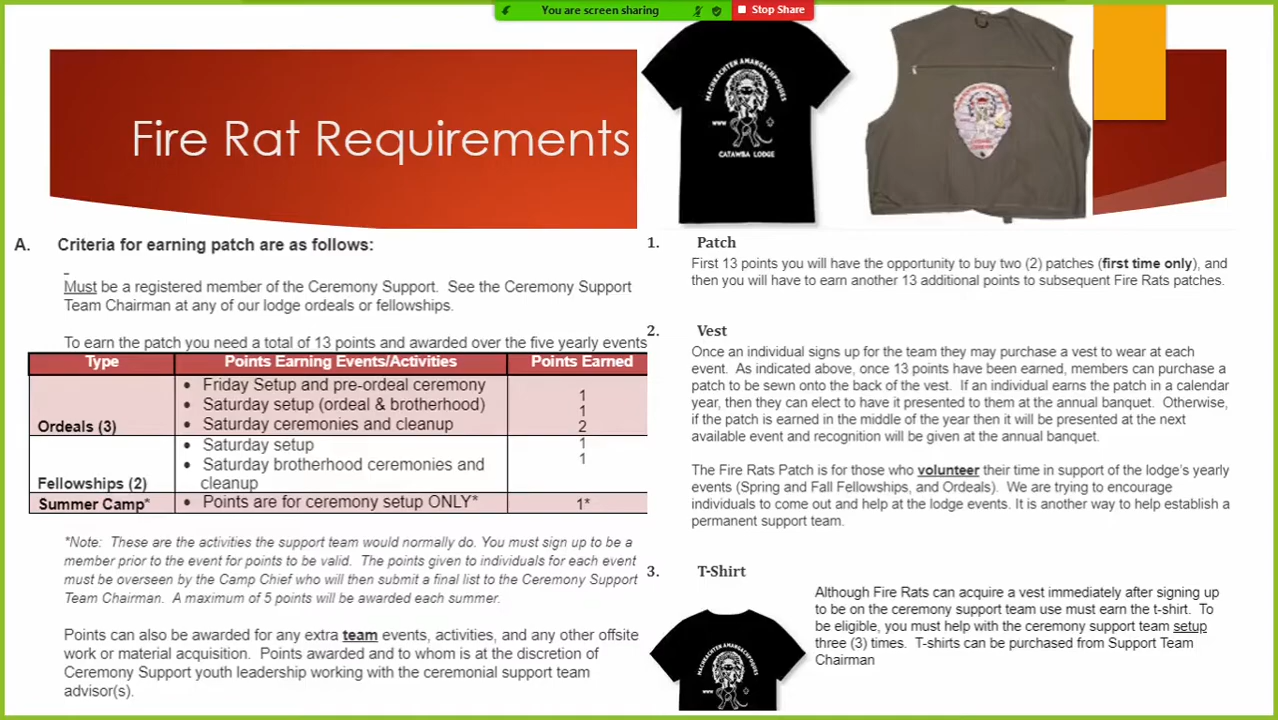 You are screen sharing
Stop Share
Fire Rat Requirements
MACHKACHTEN AMANGACHPOQUES
WWW
CATAWBA LODGE
A. Criteria for earning patch are as follows:
Must be a registered member of the Ceremony Support. See the Ceremony Support
Team Chairman at any of our lodge ordeals or fellowships.
To earn the patch you need a total of 13 points and awarded over the five yearly events
Type Points Earning Events/Activities Points Earned
Ordeals (3)
• Friday Setup and pre-ordeal ceremony 1
• Saturday setup (ordeal & brotherhood) 1
• Saturday ceremonies and cleanup 2
Fellowships (2)
• Saturday setup 1
• Saturday brotherhood ceremonies and 1
cleanup
Summer Camp* • Points are for ceremony setup ONLY* 1*
*Note: These are the activities the support team would normally do. You must sign up to be a
member prior to the event for points to be valid. The points given to individuals for each event
must be overseen by the Camp Chief who will then submit a final list to the Ceremony Support
Team Chairman. A maximum of 5 points will be awarded each summer.
Points can also be awarded for any extra team events, activities, and any other offsite
work or material acquisition. Points awarded and to whom is at the discretion of
Ceremony Support youth leadership working with the ceremonial support team
advisor(s).
1. Patch
First 13 points you will have the opportunity to buy two (2) patches (first time only), and
then you will have to earn another 13 additional points to subsequent Fire Rats patches.
2. Vest
Once an individual signs up for the team they may purchase a vest to wear at each
event. As indicated above, once 13 points have been earned, members can purchase a
patch to be sewn onto the back of the vest. If an individual earns the patch in a calendar
year, then they can elect to have it presented to them at the annual banquet. Otherwise,
if the patch is earned in the middle of the year then it will be presented at the next
available event and recognition will be given at the annual banquet.
The Fire Rats Patch is for those who volunteer their time in support of the lodge's yearly
events (Spring and Fall Fellowships, and Ordeals). We are trying to encourage
individuals to come out and help at the lodge events. It is another way to help establish a
permanent support team.
3. T-Shirt
Although Fire Rats can acquire a vest immediately after signing up
to be on the ceremony support team use must earn the t-shirt. To
be eligible, you must help with the ceremony support team setup
three (3) times. T-shirts can be purchased from Support Team
Chairman
MACHKACHTEN AMANGACHPOQUES
WWW